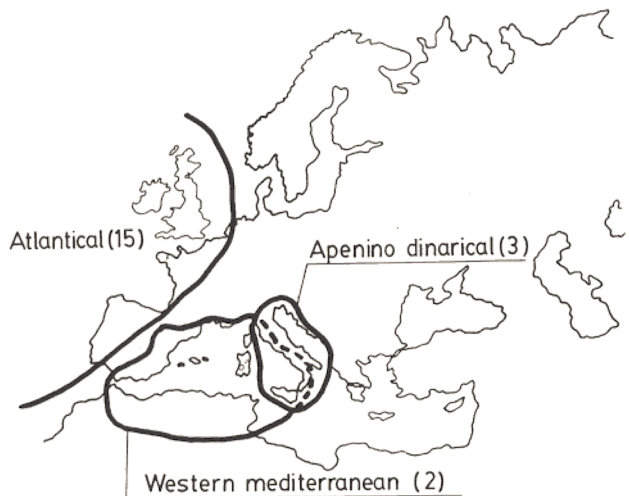 Atlantical (15)
Apenino dinarical (3)
Western mediterranean (2)